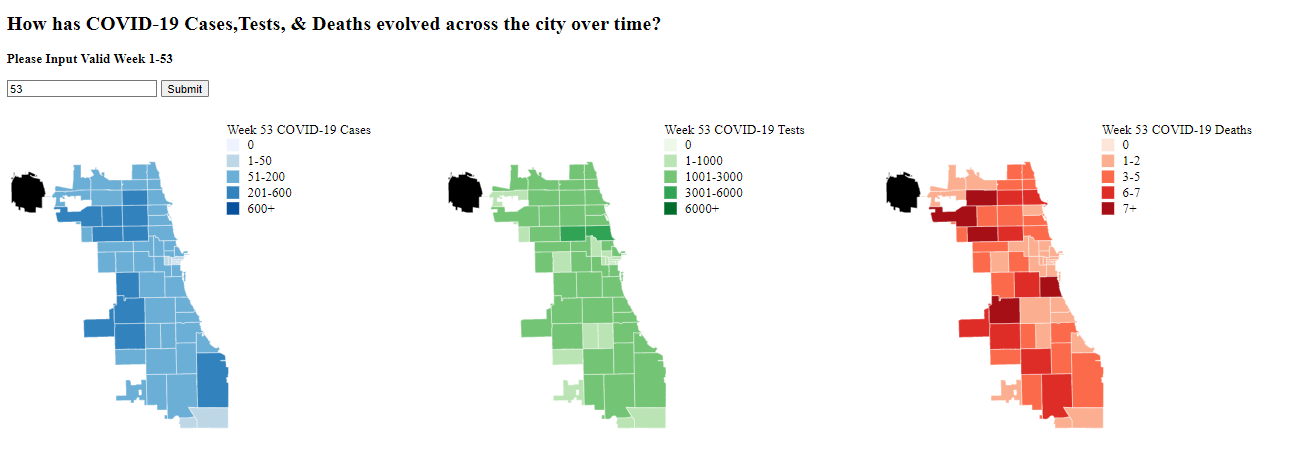 How has COVID-19 Cases,Tests, & Deaths evolved across the city over time?
Please Input Valid Week 1-53
53 Submit
Week 53 COVID-19 Cases
0
1-50
51-200
201-600
600+
Week 53 COVID-19 Tests
0
1-1000
1001-3000
3001-6000
6000+
Week 53 COVID-19 Deaths
0
1-2
3-5
6-7
7+